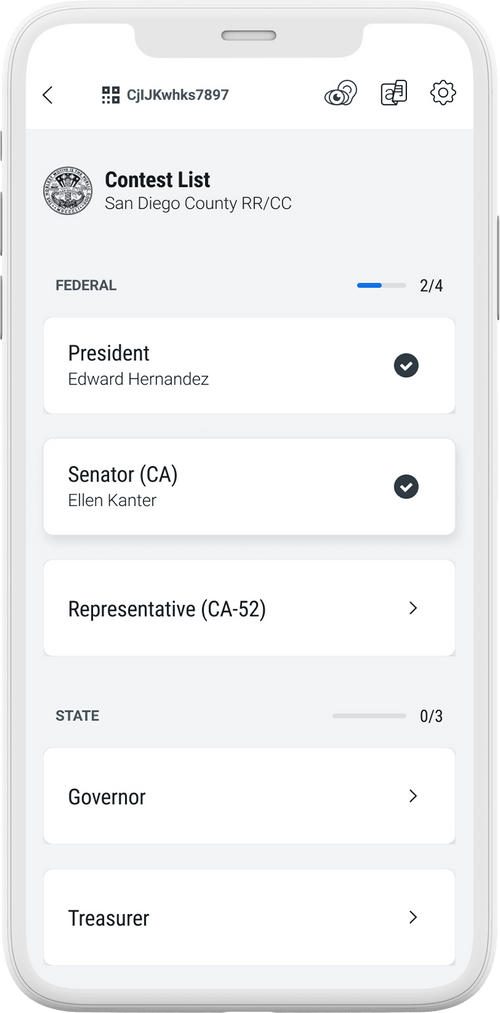 CjlJKwhks7897
Contest List
San Diego County RR/CC
FEDERAL
2/4
President
Edward Hernandez
Senator (CA)
Ellen Kanter
Representative (CA-52)
STATE
0/3
Governor
Treasurer